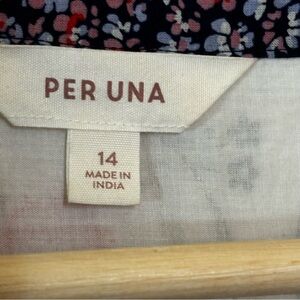 PER UNA
14
MADE IN
INDIA